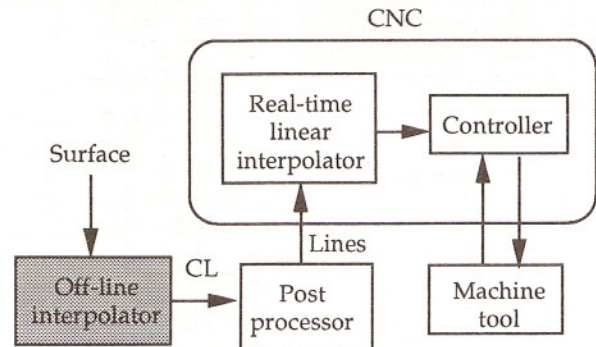 CNC
Real-time
linear
interpolator
Controller
Surface
Lines
CL
Off-line
interpolator
Post
processor
Machine
tool